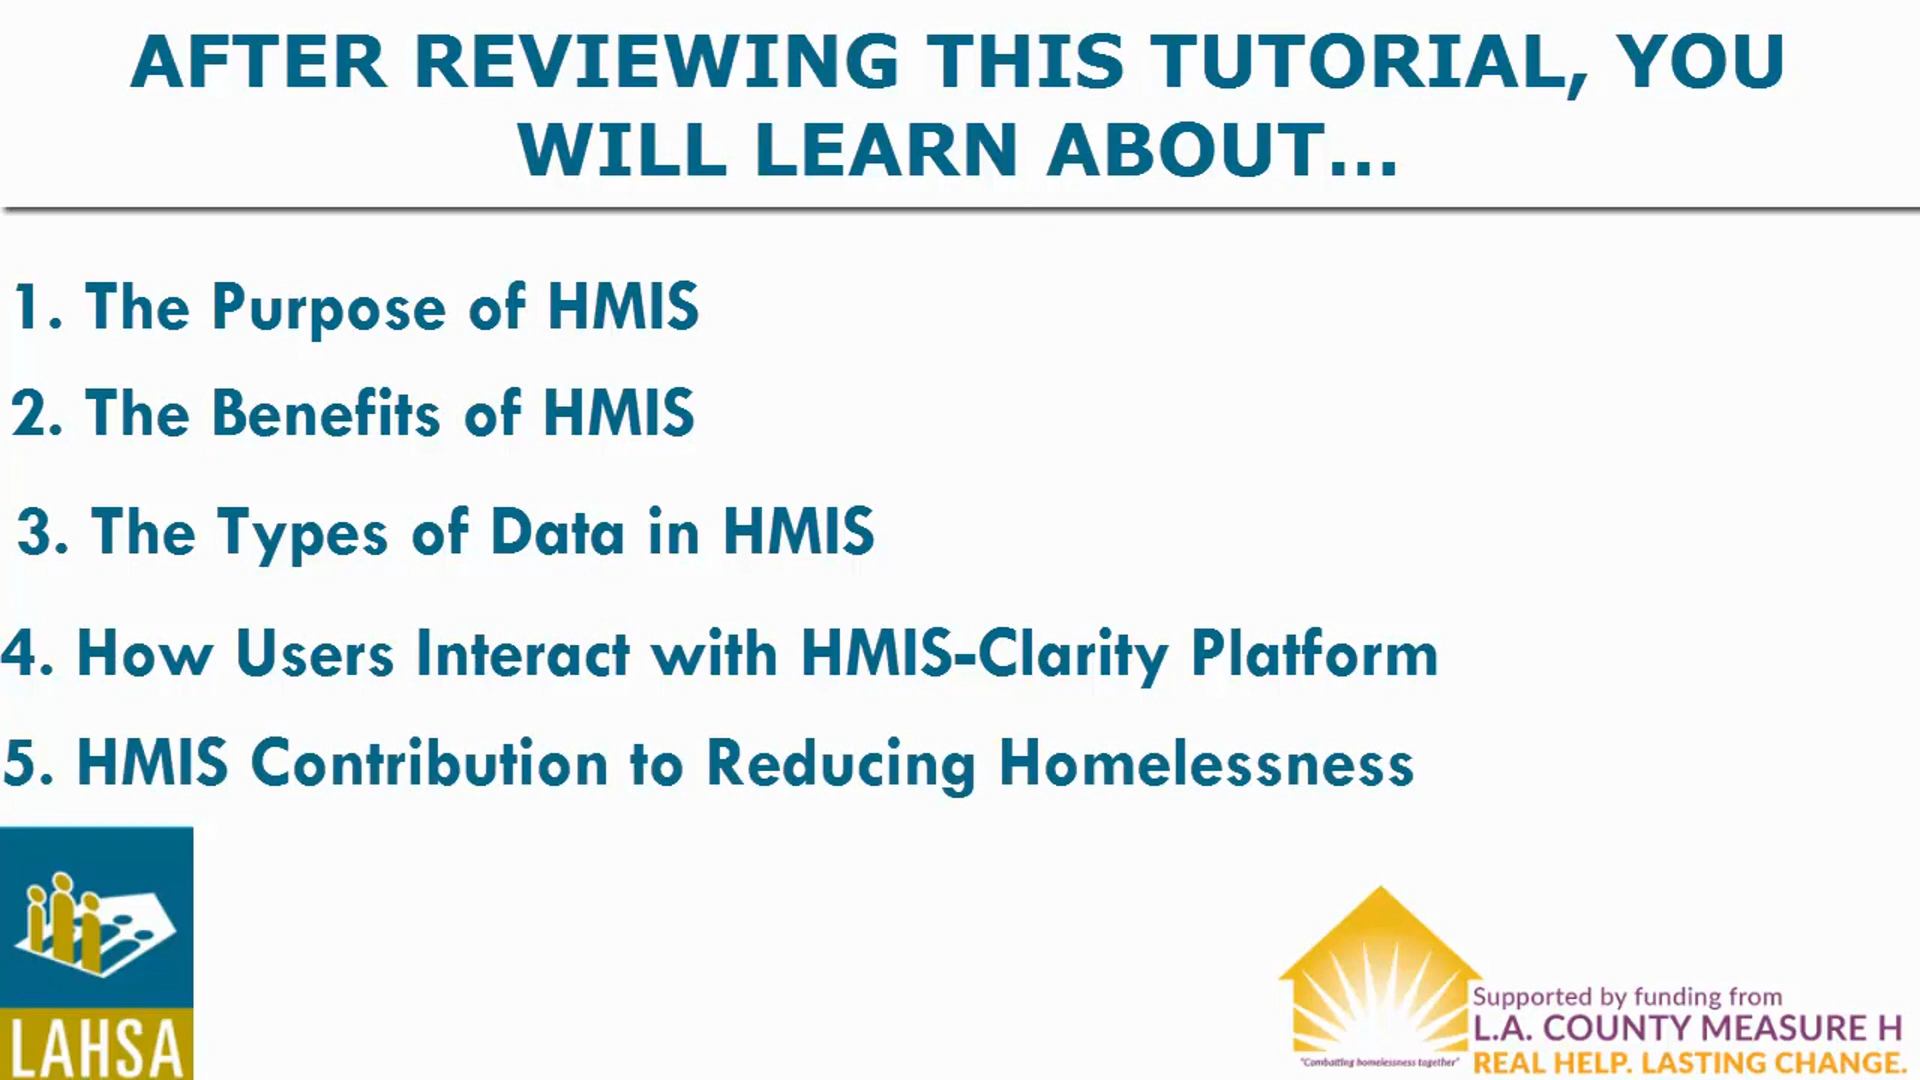 AFTER REVIEWING THIS TUTORIAL, YOU
WILL LEARN ABOUT...
1. The Purpose of HMIS
2. The Benefits of HMIS
3. The Types of Data in HMIS
4. How Users Interact with HMIS-Clarity Platform
5. HMIS Contribution to Reducing Homelessness
LAHSA
"Combatting homelessness together"
Supported by funding from
L.A. COUNTY MEASURE H
REAL HELP. LASTING CHANGE.